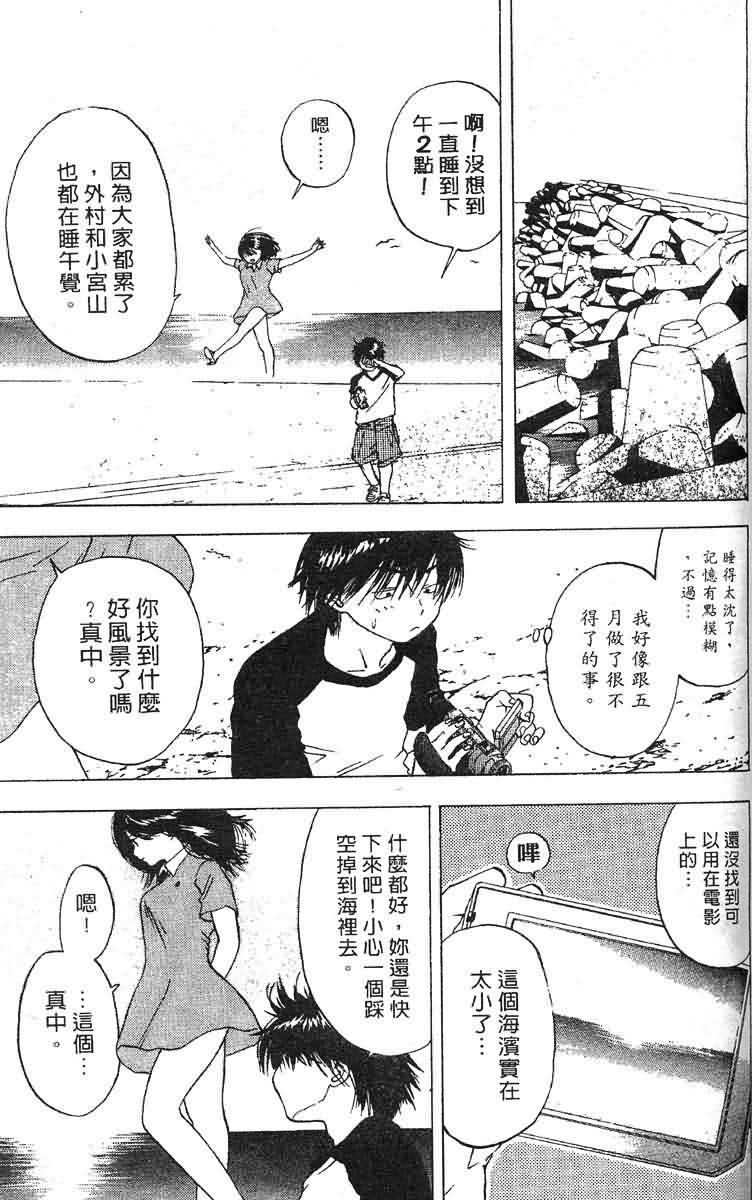 啊！沒想到
一直睡到下
午2點！
嗯……
因為大家都累了
，外村和小宮山
也都在睡午覺。
睡得太沈了，
記憶有點模糊
，不過…
我好像跟五
月做了很不
得了的事。
你找到什麼
好風景了嗎
？真中。
還沒找到可
以用在電影
上的…
嗶
這個海濱實在
太小了…
什麼都好，妳還是快
下來吧！小心一個踩
空掉到海裡去。
嗯！
…這個…
真中。